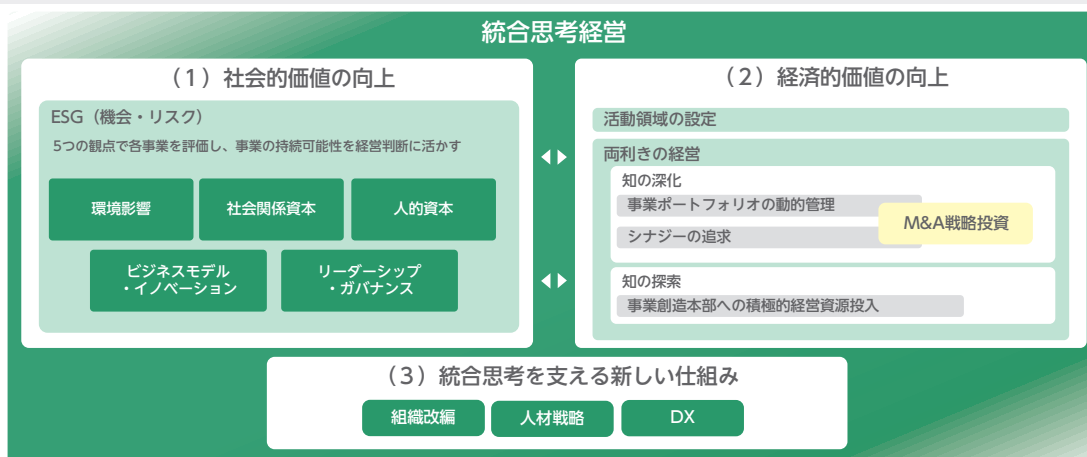 統合思考経営
（1）社会的価値の向上
ESG（機会・リスク）
5つの観点で各事業を評価し、事業の持続可能性を経営判断に活かす
環境影響
社会関係資本
人的資本
ビジネスモデル
・イノベーション
リーダーシップ
・ガバナンス
（2）経済的価値の向上
活動領域の設定
両利きの経営
知の深化
事業ポートフォリオの動的管理
シナジーの追求
M&A戦略投資
知の探索
事業創造本部への積極的経営資源投入
（3）統合思考を支える新しい仕組み
組織改編
人材戦略
DX